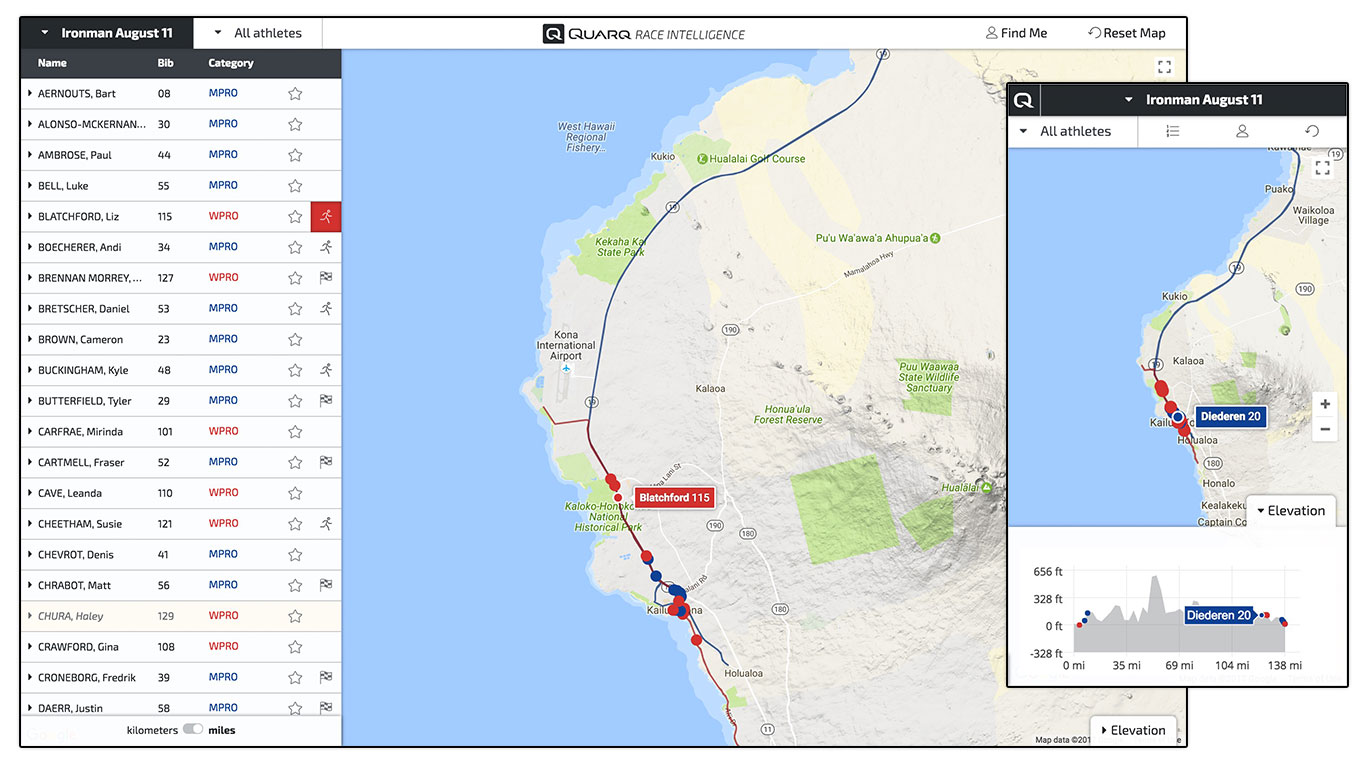 Ironman August 11
All athletes
QUARQ RACE INTELLIGENCE
Find Me
Reset Map
Name Bib Category
AERNOUTS, Bart 08 MPRO
ALONSO-MCKERNAN... 30 MPRO
AMBROSE, Paul 44 MPRO
BELL, Luke 55 MPRO
BLATCHFORD, Liz 115 WPRO
BOECHERER, Andi 34 MPRO
BRENNAN MORREY, ... 127 WPRO
BRETSCHER, Daniel 53 MPRO
BROWN, Cameron 23 MPRO
BUCKINGHAM, Kyle 48 MPRO
BUTTERFIELD, Tyler 29 MPRO
CARFRAE, Mirinda 101 WPRO
CARTMELL, Fraser 52 MPRO
CAVE, Leanda 110 WPRO
CHEETHAM, Susie 121 WPRO
CHEVROT, Denis 41 MPRO
CHRABOT, Matt 56 MPRO
CHURA, Haley 129 WPRO
CRAWFORD, Gina 108 WPRO
CRONEBORG, Fredrik 39 MPRO
DAERR, Justin 58 MPRO
kilometers miles
19
West Hawaii
Regional
Fishery...
Kukio
Hualalai Golf Course
19
Kekaha Kai
State Park
Pu'u Wa'awa'a Ahupua'a
Mamalahoa Hwy
190
Kona
International
Airport
Puu Waawaa
State Wildlife
Sanctuary
Kalaoa
19
Honua'ula
Forest Reserve
Blatchford 115
Hualālai
Kaloko-Honoko
National
Historical Park
190
180
180
Holualoa
11
Map data ©201
Elevation
Q
Ironman August 11
All athletes
19
Puako
Waikoloa
Village
19
190
Kukio
19
Kalaoa
Diederen 20
Holualoa
180
Honalo
Kealakeku
Captain Co
Elevation
656 ft
328 ft
0 ft
-328 ft
Diederen 20
0 mi 35 mi 69 mi 104 mi 138 mi